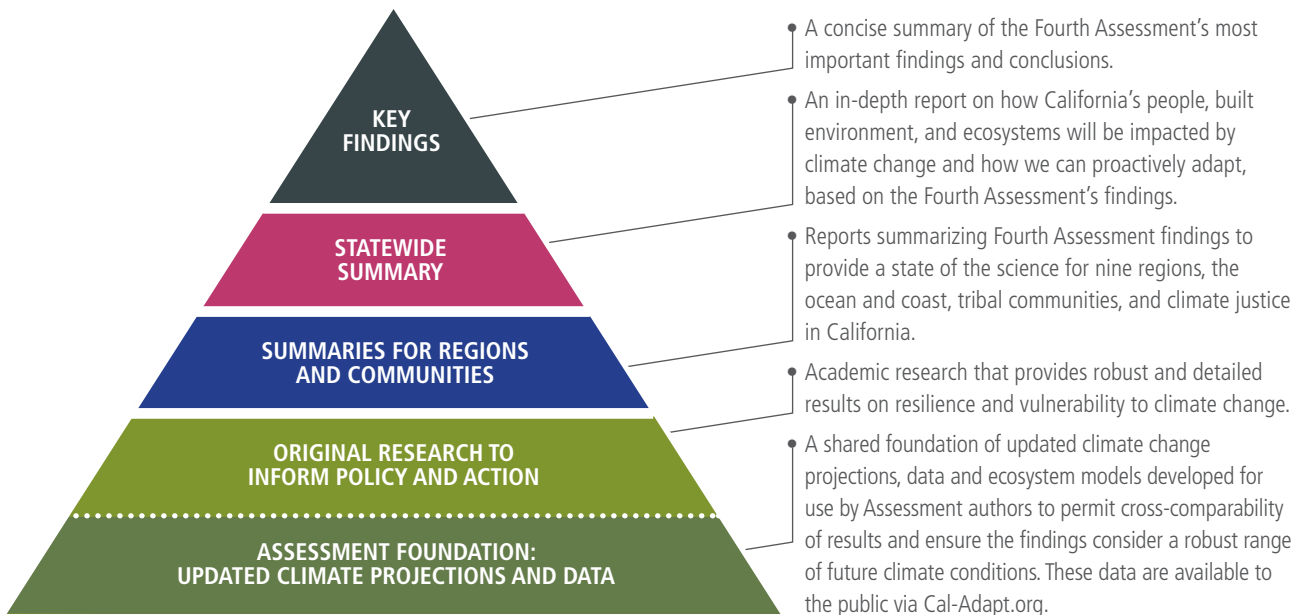 KEY
FINDINGS
A concise summary of the Fourth Assessment’s most
important findings and conclusions.
STATEWIDE
SUMMARY
An in-depth report on how California’s people, built
environment, and ecosystems will be impacted by
climate change and how we can proactively adapt,
based on the Fourth Assessment’s findings.
SUMMARIES FOR REGIONS
AND COMMUNITIES
Reports summarizing Fourth Assessment findings to
provide a state of the science for nine regions, the
ocean and coast, tribal communities, and climate justice
in California.
ORIGINAL RESEARCH TO
INFORM POLICY AND ACTION
Academic research that provides robust and detailed
results on resilience and vulnerability to climate change.
ASSESSMENT FOUNDATION:
UPDATED CLIMATE PROJECTIONS AND DATA
A shared foundation of updated climate change
projections, data and ecosystem models developed for
use by Assessment authors to permit cross-comparability
of results and ensure the findings consider a robust range
of future climate conditions. These data are available to
the public via Cal-Adapt.org.